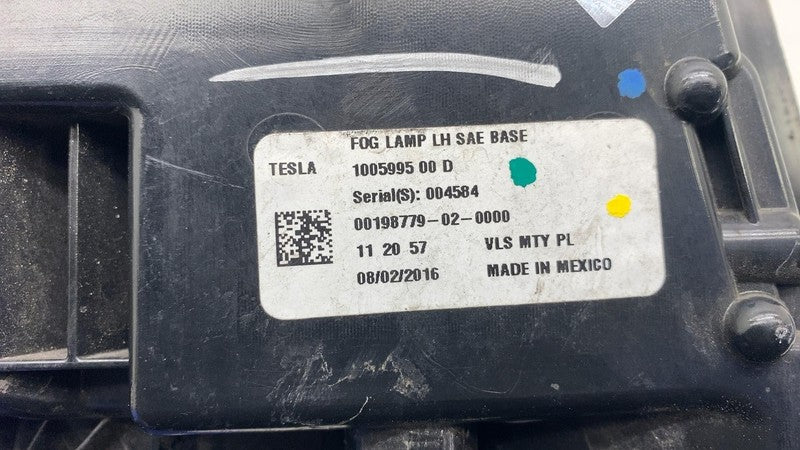 FOG LAMP LH SAE BASE
TESLA 1005995 00 D
Serial(S): 004584
00198779-02-0000
11 20 57 VLS MTY PL
08/02/2016 MADE IN MEXICO